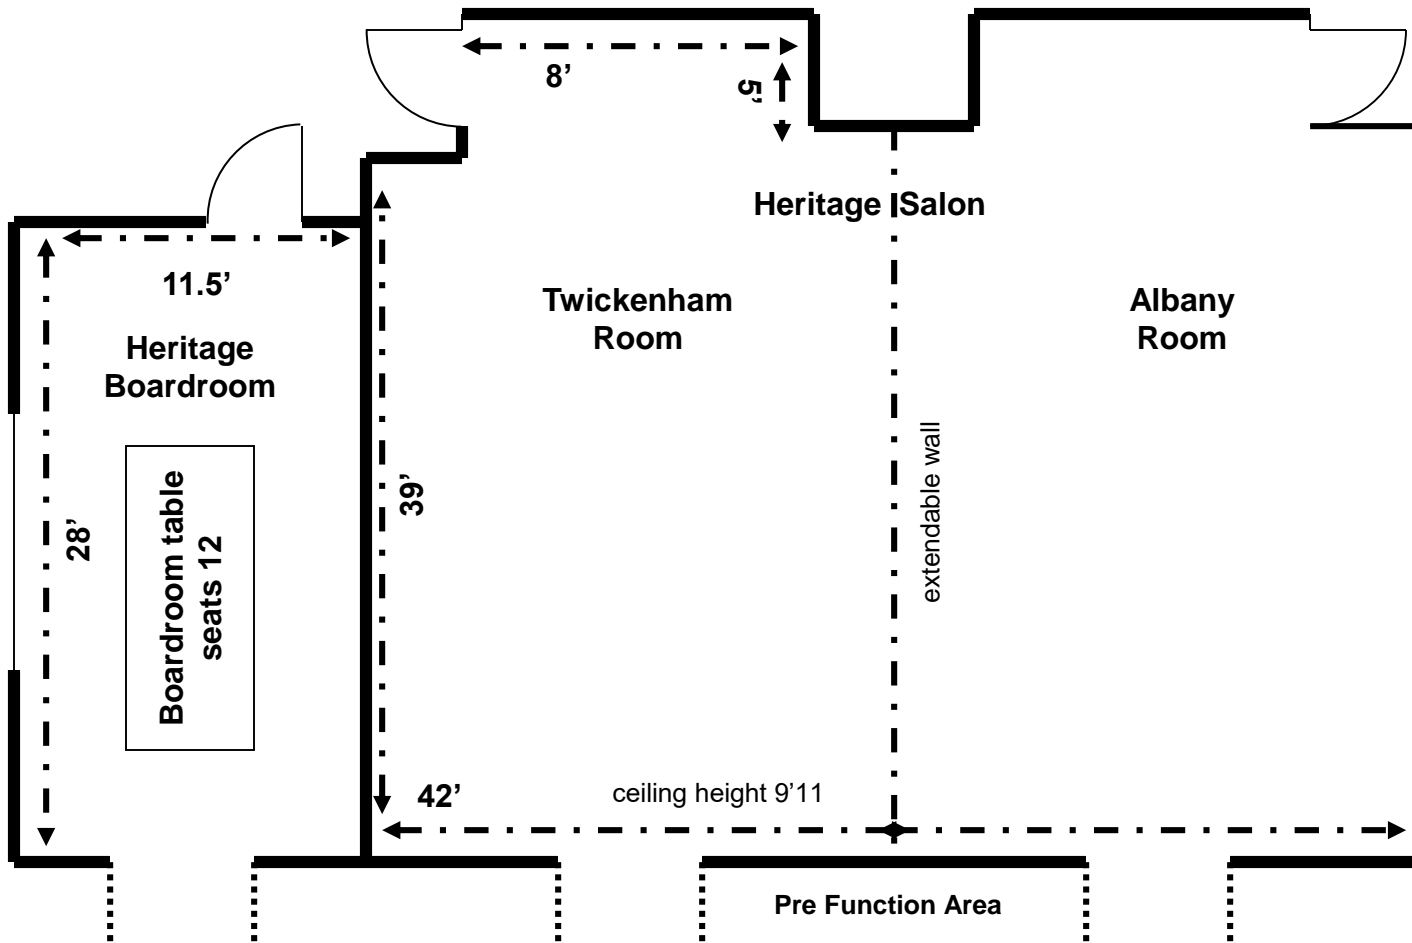 8’
5’
Heritage Salon
11.5’
Twickenham
Room
Albany
Room
Heritage
Boardroom
extendable wall
39’
28’
Boardroom table
seats 12
42’
ceiling height 9’11
Pre Function Area